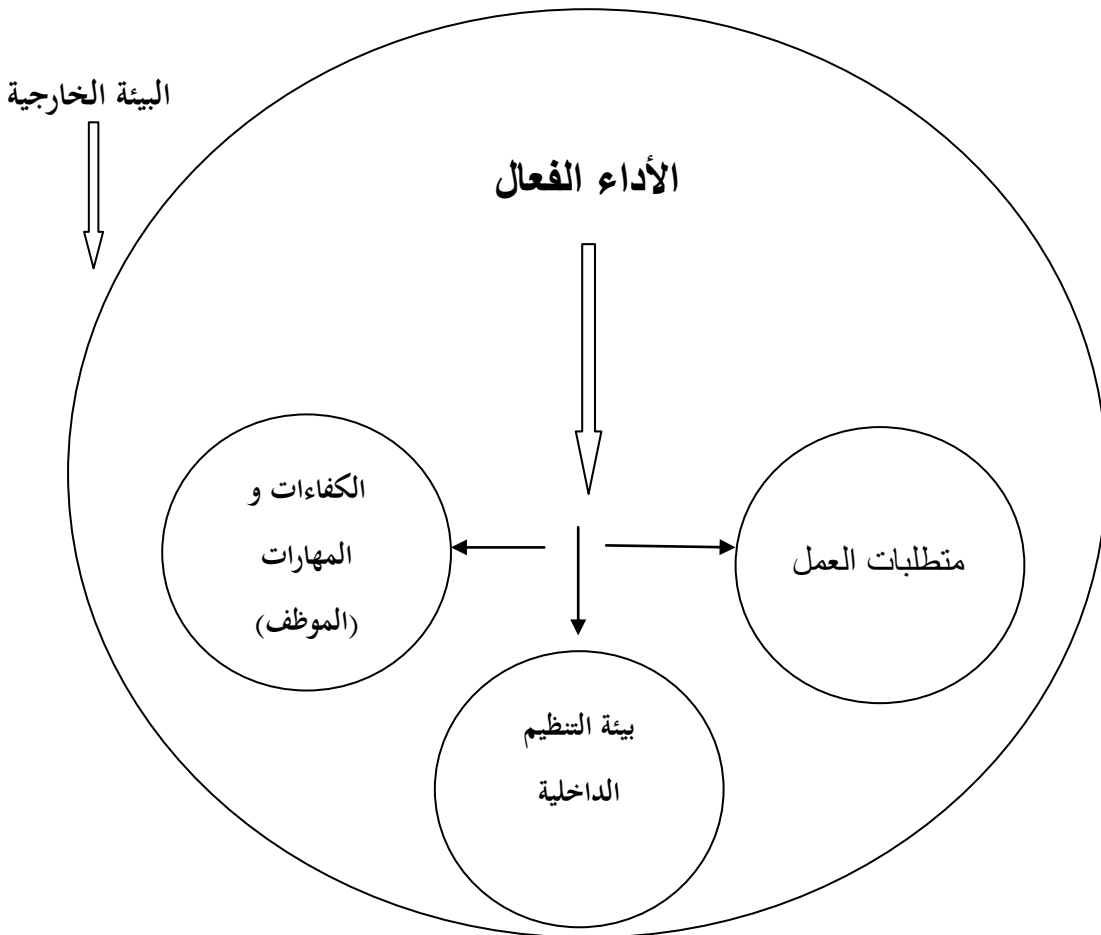 البيئة الخارجية
الأداء الفعال
متطلبات العمل
الكفاءات و
المهارات
(الموظف)
بيئة التنظيم
الداخلية